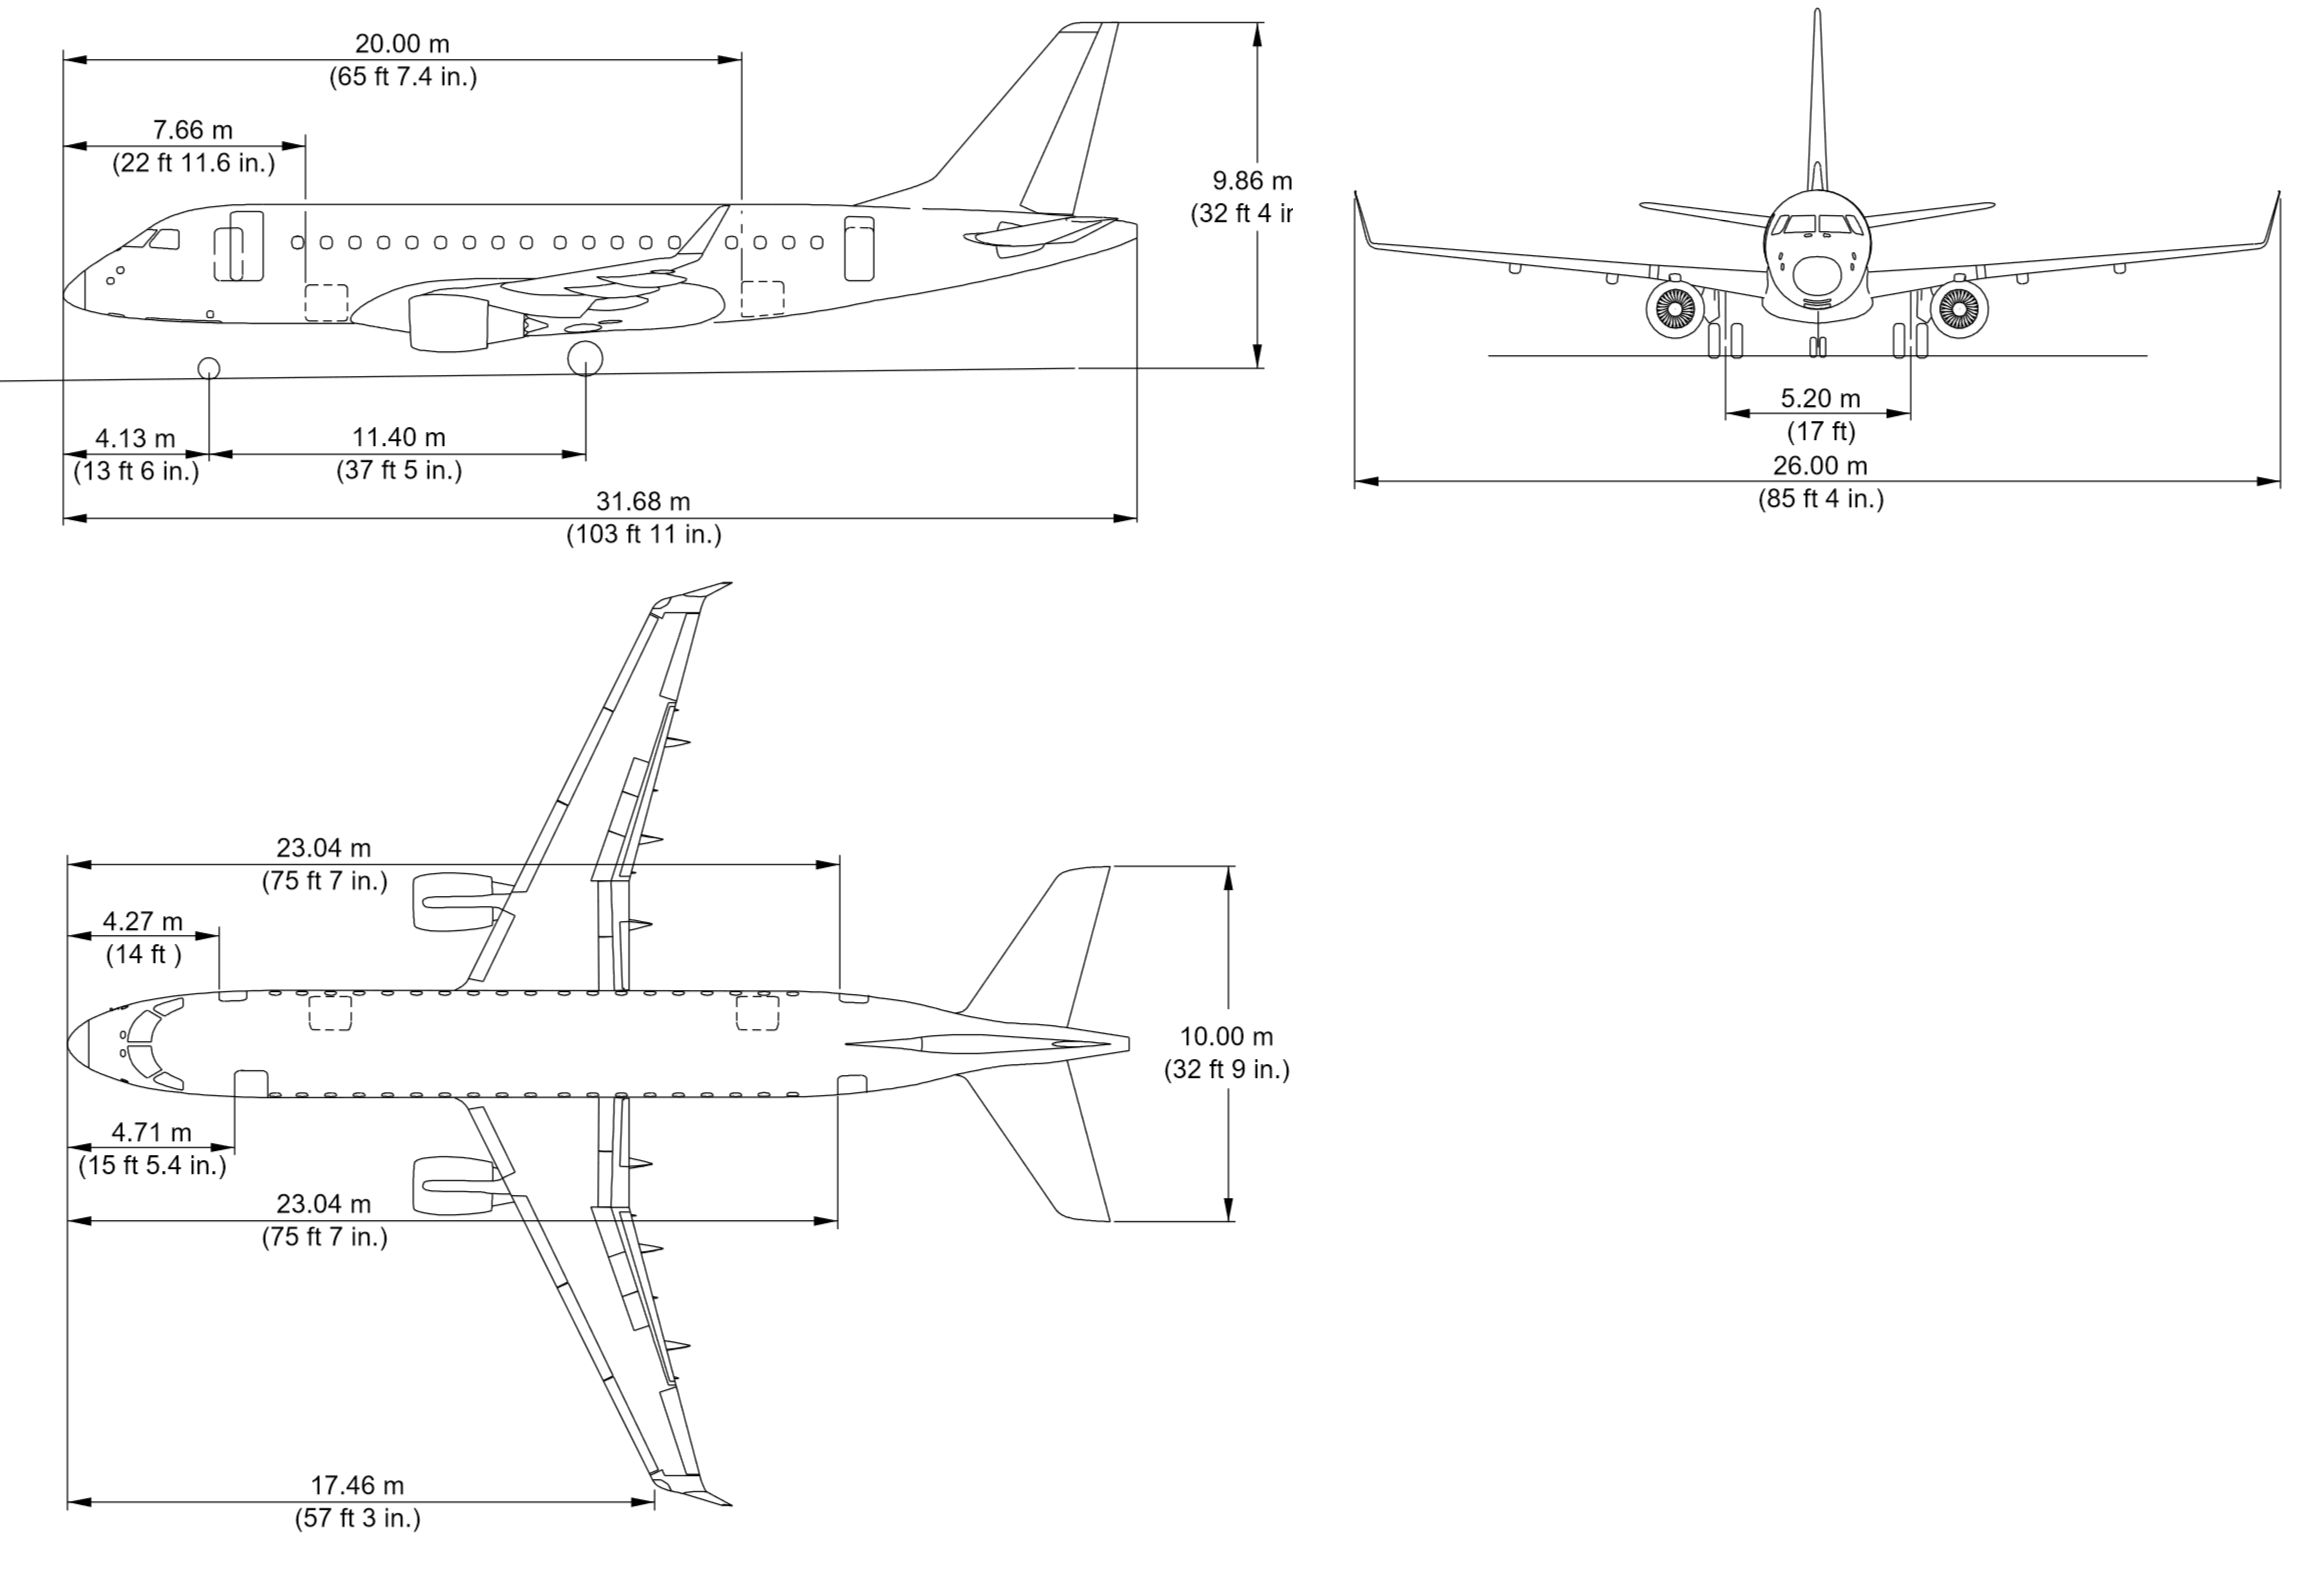 20.00 m
(65 ft 7.4 in.)
7.66 m
(22 ft 11.6 in.)
9.86 m
(32 ft 4 ir
4.13 m
(13 ft 6 in.)
11.40 m
(37 ft 5 in.)
31.68 m
(103 ft 11 in.)
5.20 m
(17 ft)
26.00 m
(85 ft 4 in.)
23.04 m
(75 ft 7 in.)
4.27 m
(14 ft )
10.00 m
(32 ft 9 in.)
4.71 m
(15 ft 5.4 in.)
23.04 m
(75 ft 7 in.)
17.46 m
(57 ft 3 in.)